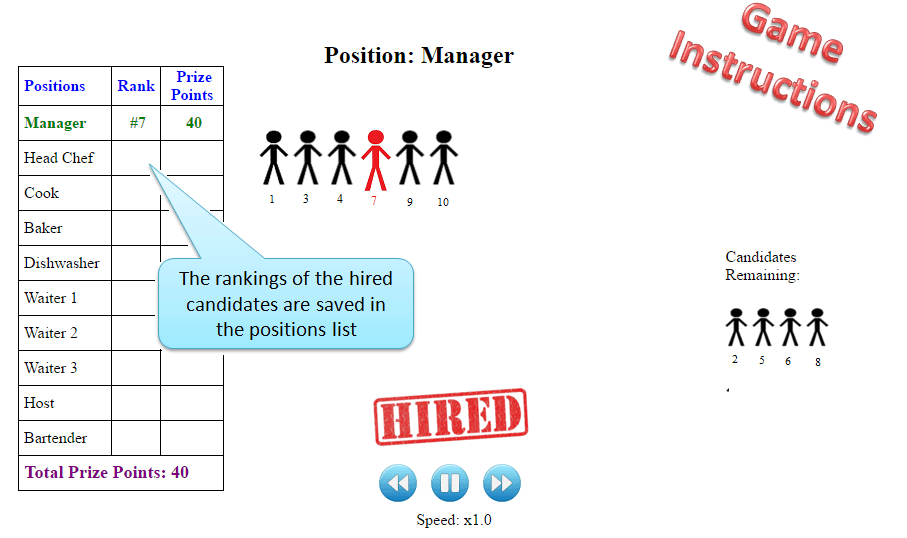 Game
Instructions
Position: Manager
Positions Rank Prize Points
Manager #7 40
Head Chef
Cook
Baker
Dishwasher
Waiter 1
Waiter 2
Waiter 3
Host
Bartender
Total Prize Points: 40
1 3 4 7 9 10
The rankings of the hired
candidates are saved in
the positions list
Candidates
Remaining:
2 5 6 8
HIRED
Speed: x1.0